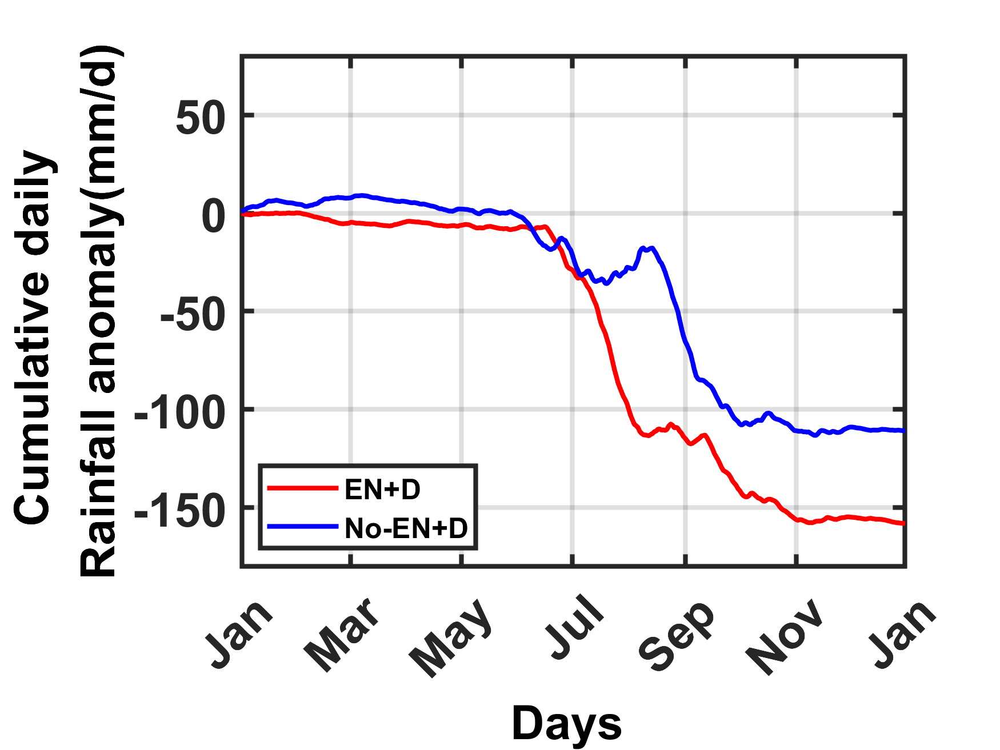 Cumulative daily
Rainfall anomaly(mm/d)
50
0
-50
-100
-150
EN+D
No-EN+D
Jan
Mar
May
Jul
Sep
Nov
Jan
Days